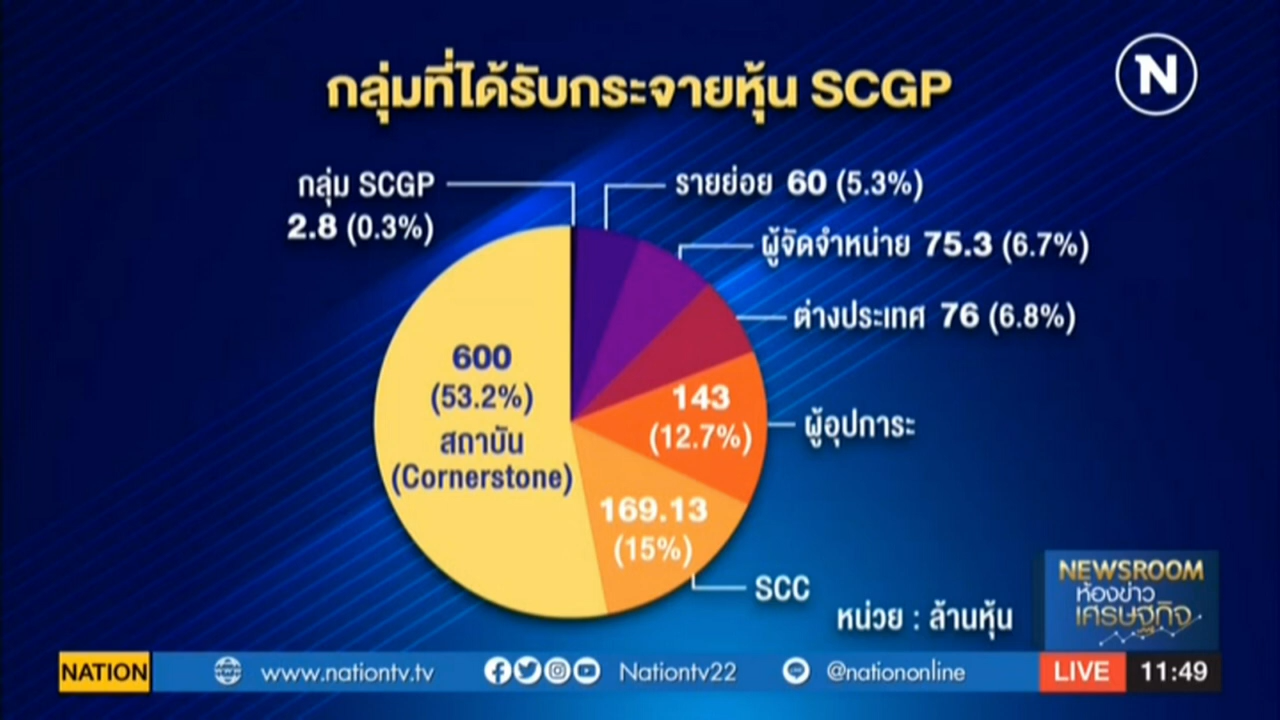 กลุ่มที่ได้รับกระจายหุ้น SCGP
N
กลุ่ม SCGP
2.8 (0.3%)
รายย่อย 60 (5.3%)
ผู้จัดจำหน่าย 75.3 (6.7%)
ต่างประเทศ 76 (6.8%)
600
(53.2%)
สถาบัน
(Cornerstone)
143
(12.7%)
ผู้อุปการะ
169.13
(15%)
SCC
หน่วย : ล้านหุ้น
NEWSROOM
ห้องข่าว
เศรษฐกิจ
NATION
www.nationtv.tv
Nationtv22
@nationonline
LIVE
11:49